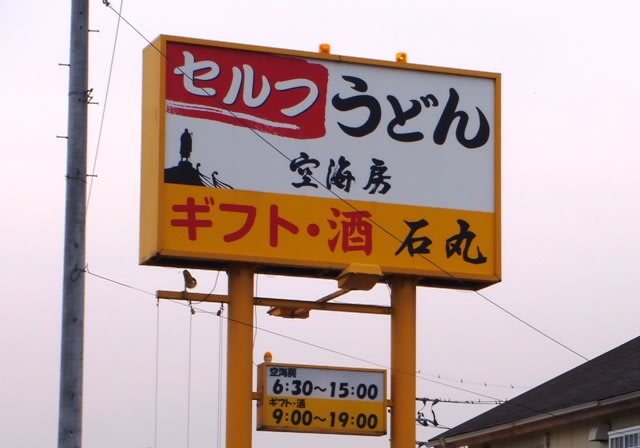 セルフ うどん
空海房
ギフト・酒 石丸
空海房
6:30～15:00
ギフト・酒
9:00～19:00